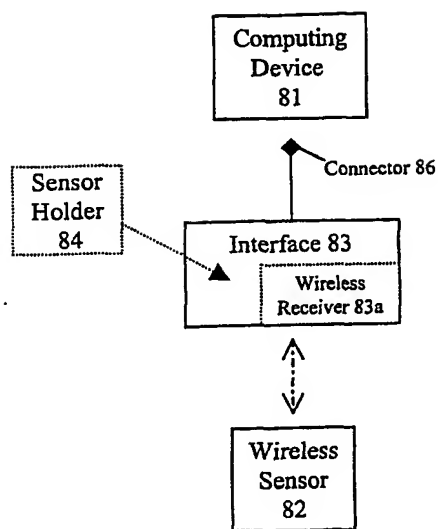 Computing
Device
81
Connector 86
Sensor
Holder
84
Interface 83
Wireless
Receiver 83a
Wireless
Sensor
82